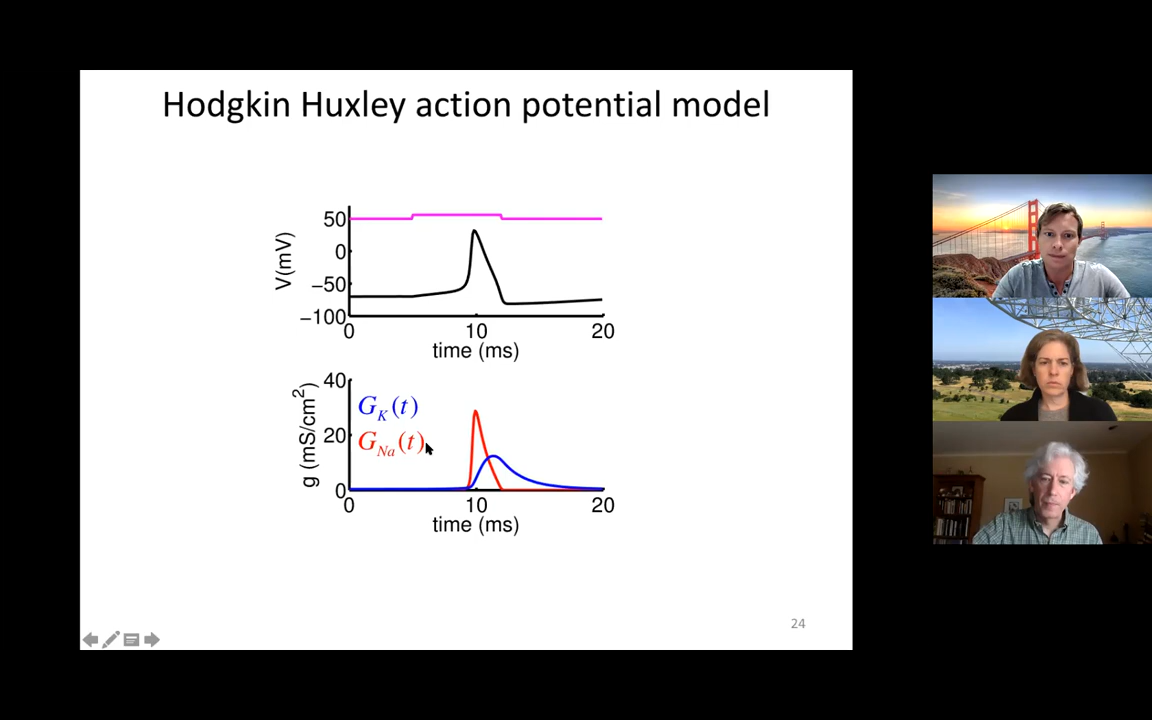 Hodgkin Huxley action potential model
50
0
−50
−100
V(mV)
0 10 20
time (ms)
40
20
0
g (mS/cm²)
G_K(t)
G_Na(t)
0 10 20
time (ms)
24